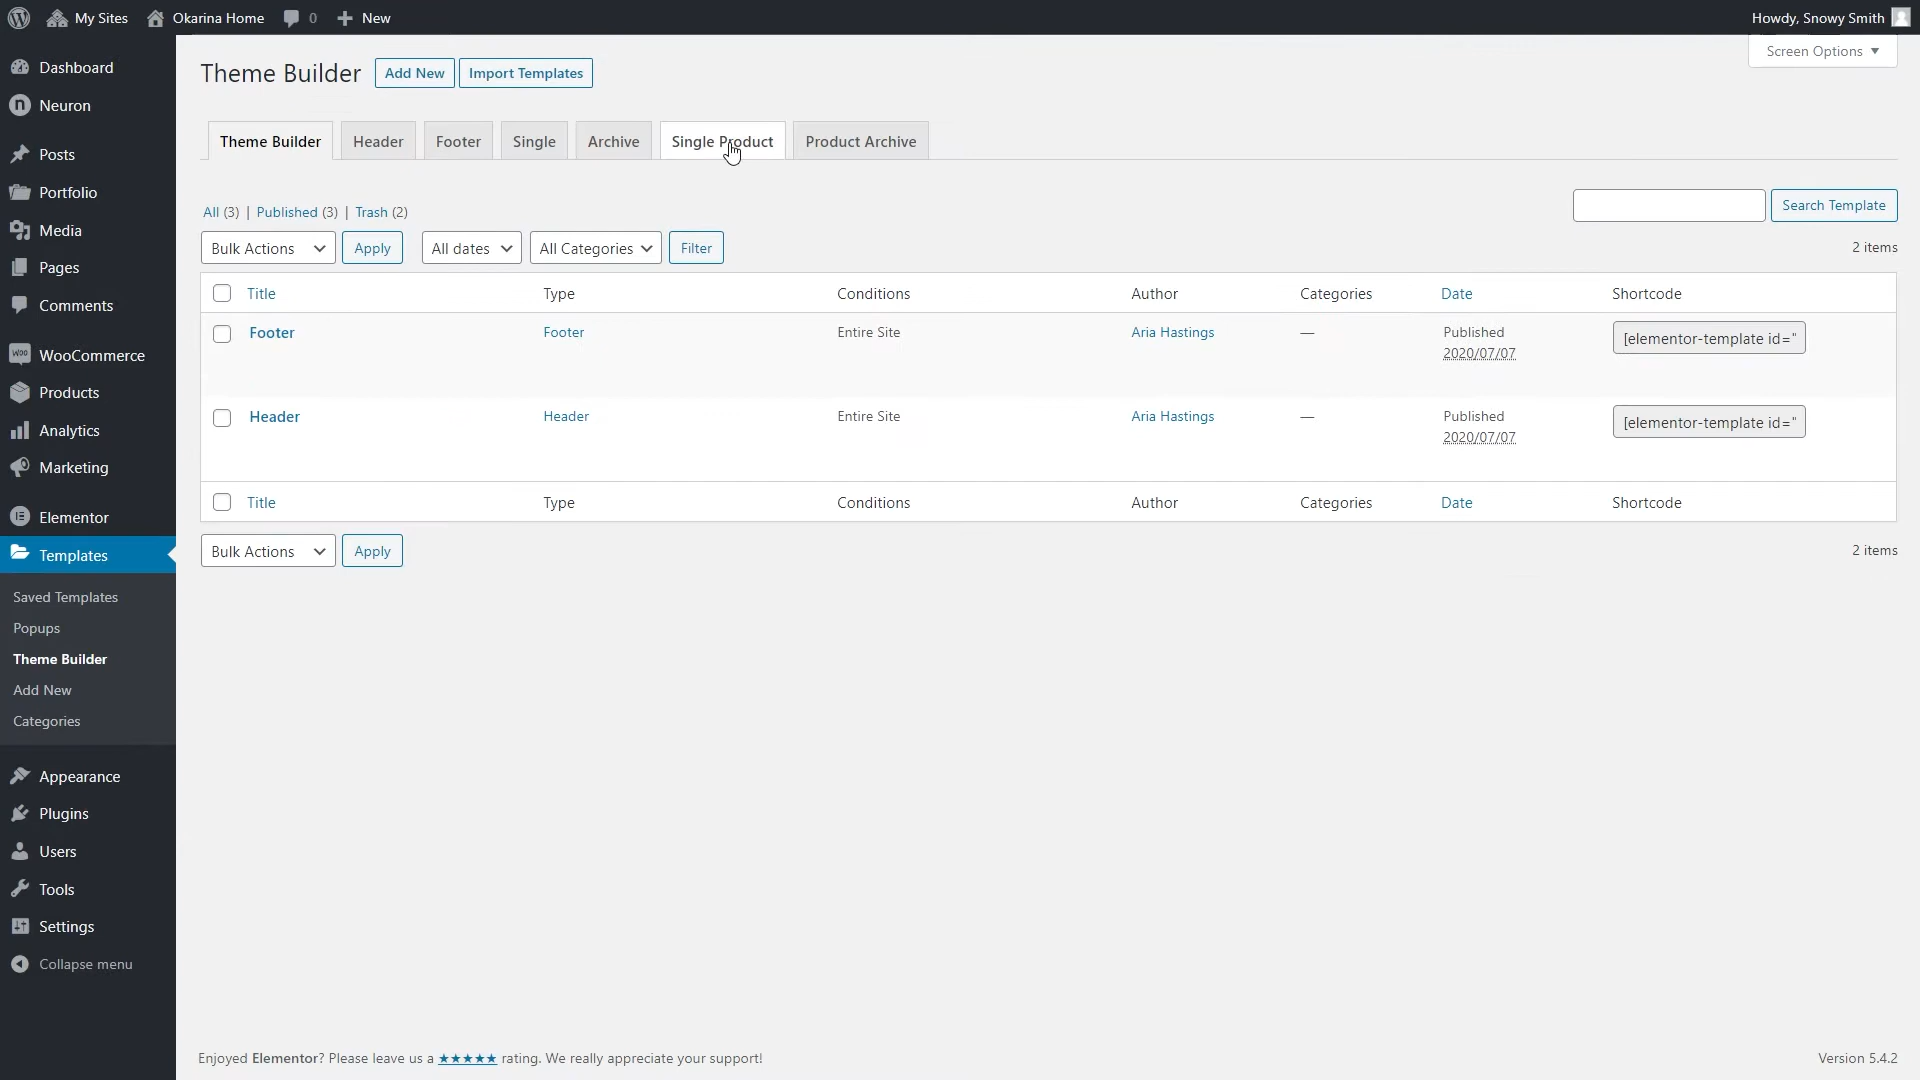 My Sites Okarina Home 0 New Howdy, Snowy Smith
Screen Options
Dashboard
Neuron
Posts
Portfolio
Media
Pages
Comments
WooCommerce
Products
Analytics
Marketing
Elementor
Templates
Saved Templates
Popups
Theme Builder
Add New
Categories
Appearance
Plugins
Users
Tools
Settings
Collapse menu
Theme Builder Add New Import Templates
Theme Builder Header Footer Single Archive Single Product Product Archive
All (3) | Published (3) | Trash (2)
Search Template
Bulk Actions Apply All dates All Categories Filter 2 items
Title Type Conditions Author Categories Date Shortcode
Footer Footer Entire Site Aria Hastings — Published [elementor-template id="
2020/07/07
Header Header Entire Site Aria Hastings — Published [elementor-template id="
2020/07/07
Title Type Conditions Author Categories Date Shortcode
Bulk Actions Apply 2 items
Enjoyed Elementor? Please leave us a ★★★★★ rating. We really appreciate your support! Version 5.4.2